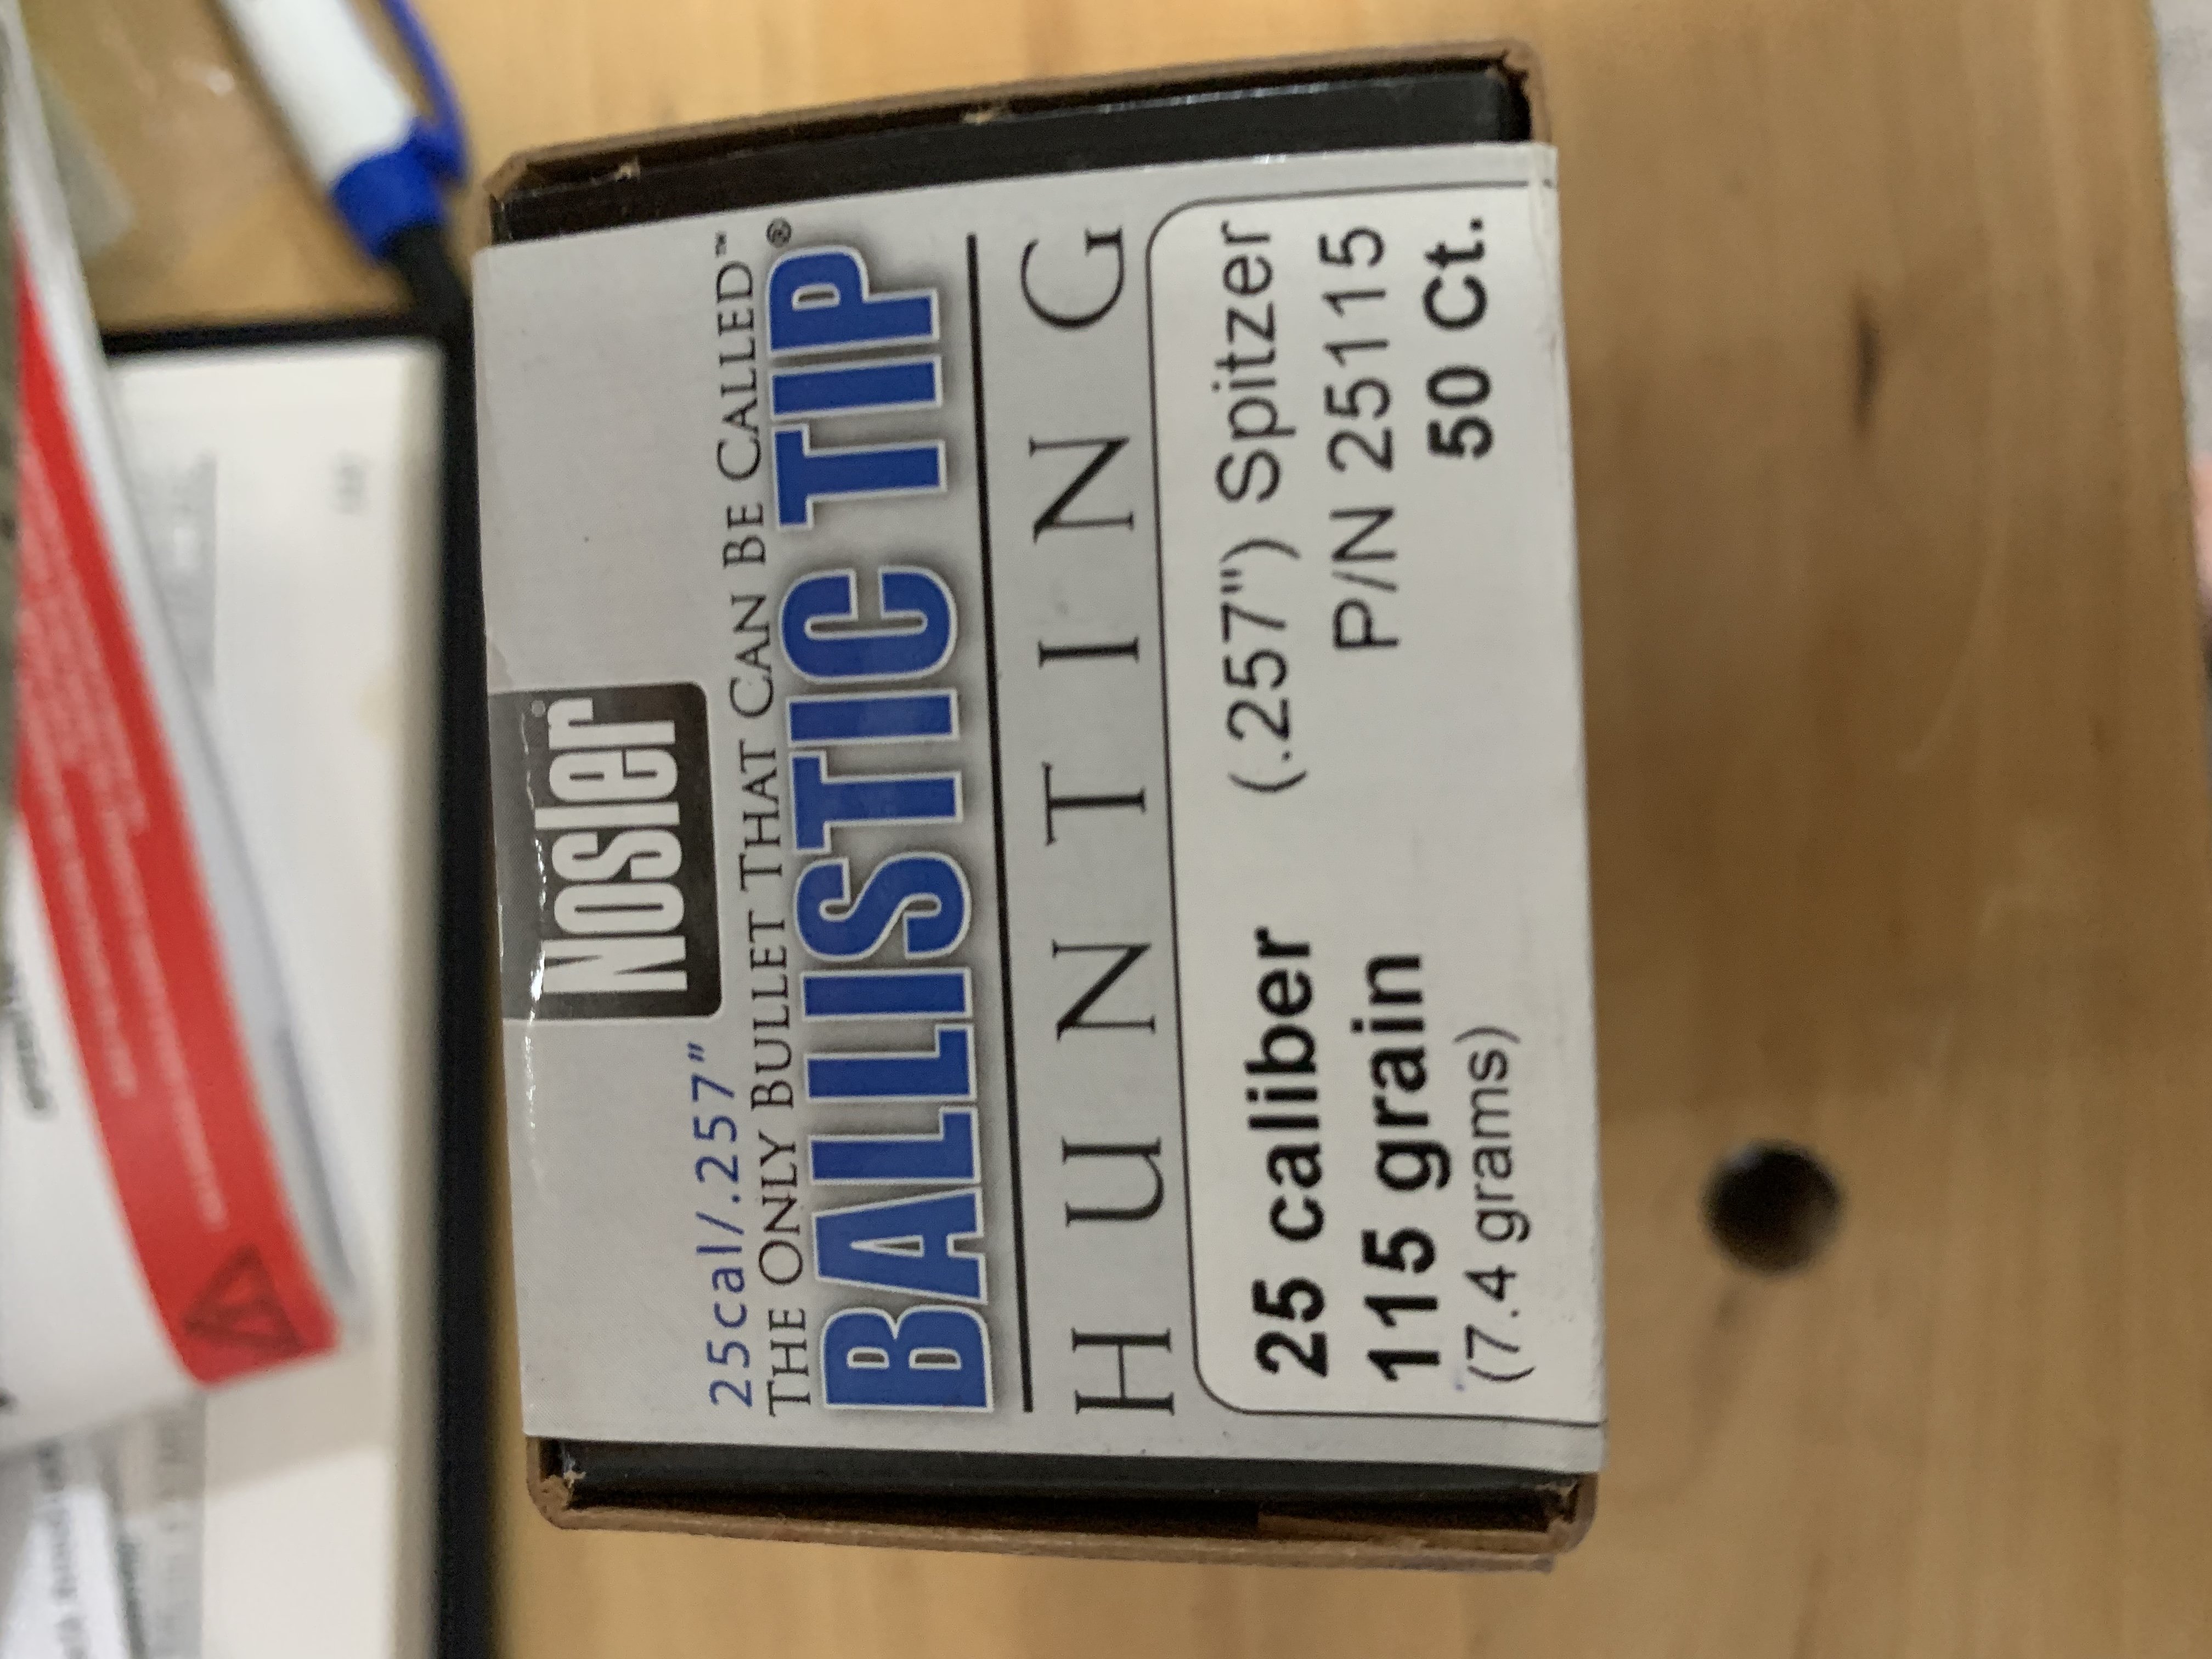 Nosler®
25cal/.257"
THE ONLY BULLET THAT CAN BE CALLED™
BALLISTIC TIP®
HUNTING
25 caliber (.257") Spitzer
115 grain P/N 25115
(7.4 grams) 50 Ct.